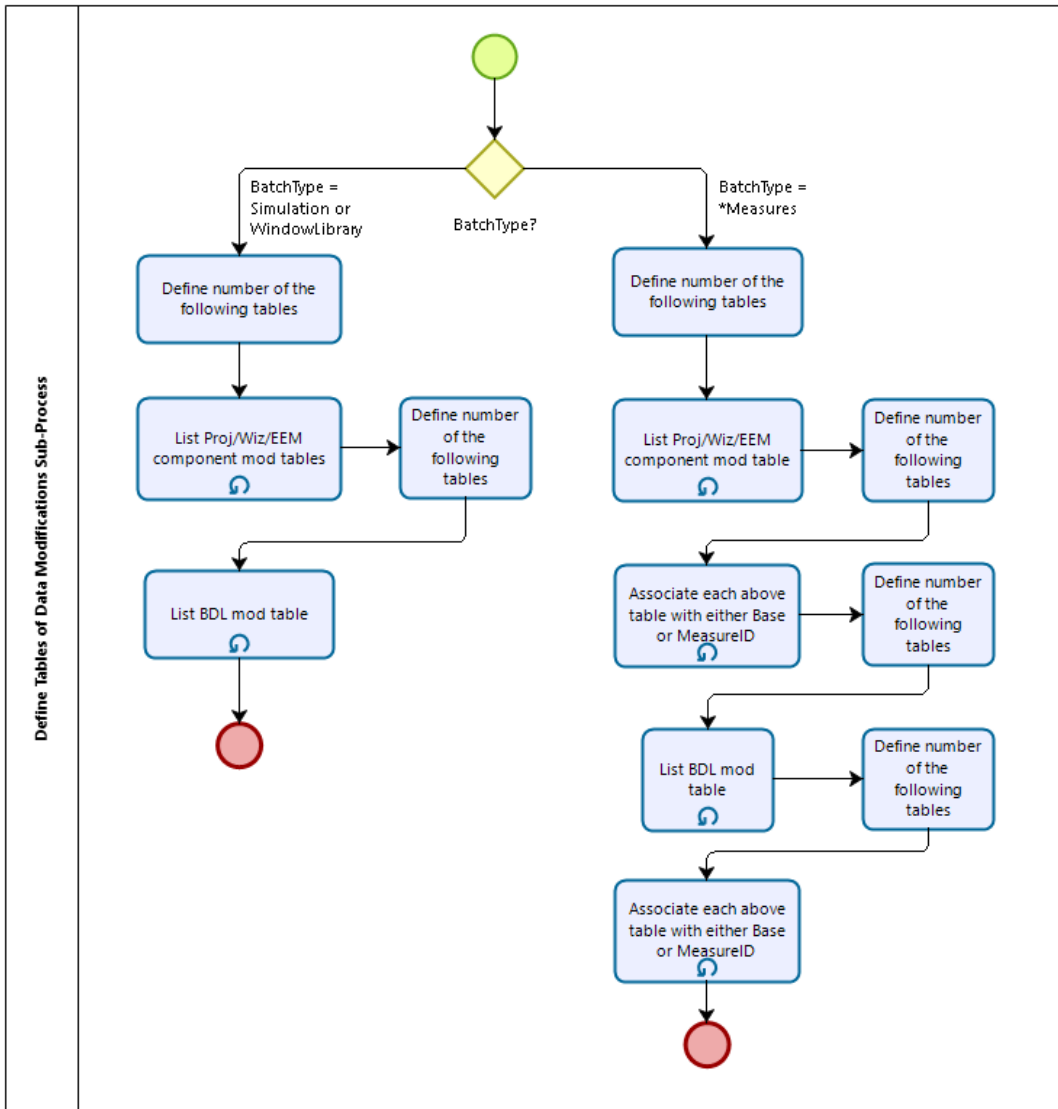 Define Tables of Data Modifications Sub-Process
BatchType =
Simulation or
WindowLibrary
BatchType?
BatchType =
*Measures
Define number of the
following tables
List Proj/Wiz/EEM
component mod tables
Define number
of the
following
tables
List BDL mod table
Define number of the
following tables
List Proj/Wiz/EEM
component mod table
Define number
of the
following
tables
Associate each above
table with either Base
or MeasureID
Define number
of the
following
tables
List BDL mod
table
Define number
of the
following
tables
Associate each above
table with either Base
or MeasureID